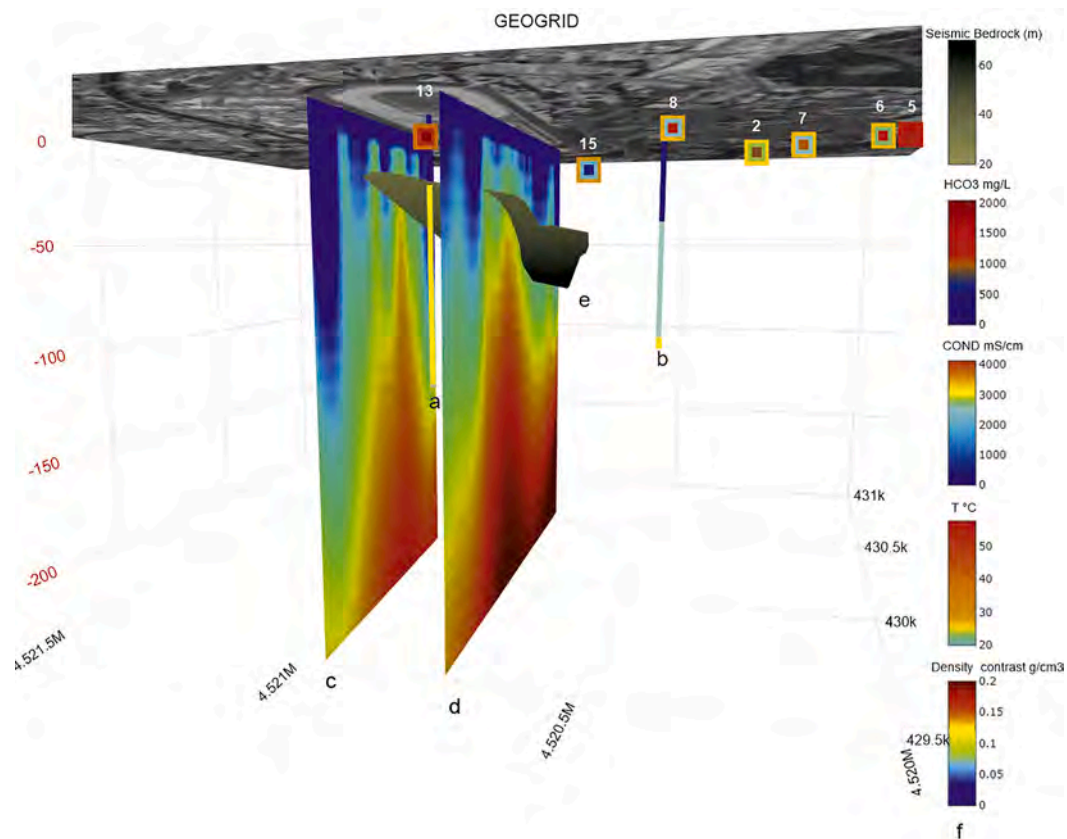 GEOGRID
Seismic Bedrock (m)
60
40
20
HCO3 mg/L
2000
1500
1000
500
0
COND mS/cm
4000
3000
2000
1000
0
T °C
50
40
30
20
Density contrast g/cm3
0.2
0.15
0.1
0.05
0
f
13
15
8
2
7
6
5
0
-50
-100
-150
-200
a
b
c
d
e
4.521.5M
4.521M
4.520.5M
4.520M
431k
430.5k
430k
429.5k